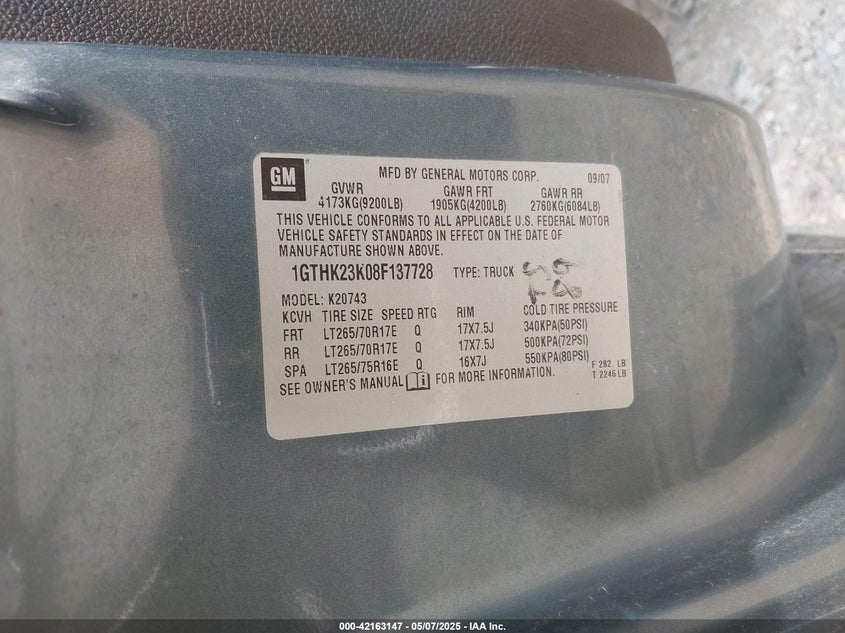 GM
MFD BY GENERAL MOTORS CORP. 09/07
GVWR GAWR FRT GAWR RR
4173KG(9200LB) 1905KG(4200LB) 2760KG(6084LB)
THIS VEHICLE CONFORMS TO ALL APPLICABLE U.S. FEDERAL MOTOR
VEHICLE SAFETY STANDARDS IN EFFECT ON THE DATE OF
MANUFACTURE SHOWN ABOVE.
1GTHK23K08F137728 TYPE: TRUCK
MODEL: K20743
KCVH TIRE SIZE SPEED RTG RIM COLD TIRE PRESSURE
FRT LT265/70R17E Q 17X7.5J 340KPA(50PSI)
RR LT265/70R17E Q 17X7.5J 500KPA(72PSI)
SPA LT265/75R16E Q 16X7J 550KPA(80PSI)
F 282 LB
SEE OWNER'S MANUAL FOR MORE INFORMATION. T 2246 LB
000-42163147 — 05/07/2025 — IAA Inc.